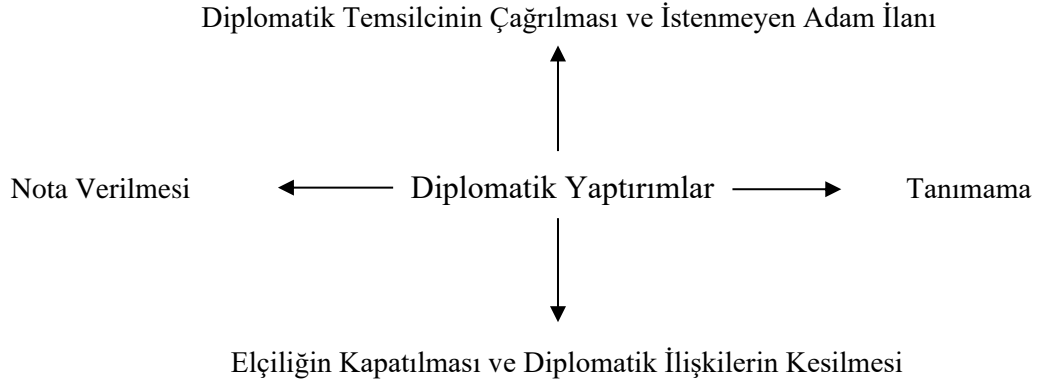 Diplomatik Temsilcinin Çağrılması ve İstenmeyen Adam İlanı
Nota Verilmesi
Diplomatik Yaptırımlar
Tanımama
Elçiliğin Kapatılması ve Diplomatik İlişkilerin Kesilmesi